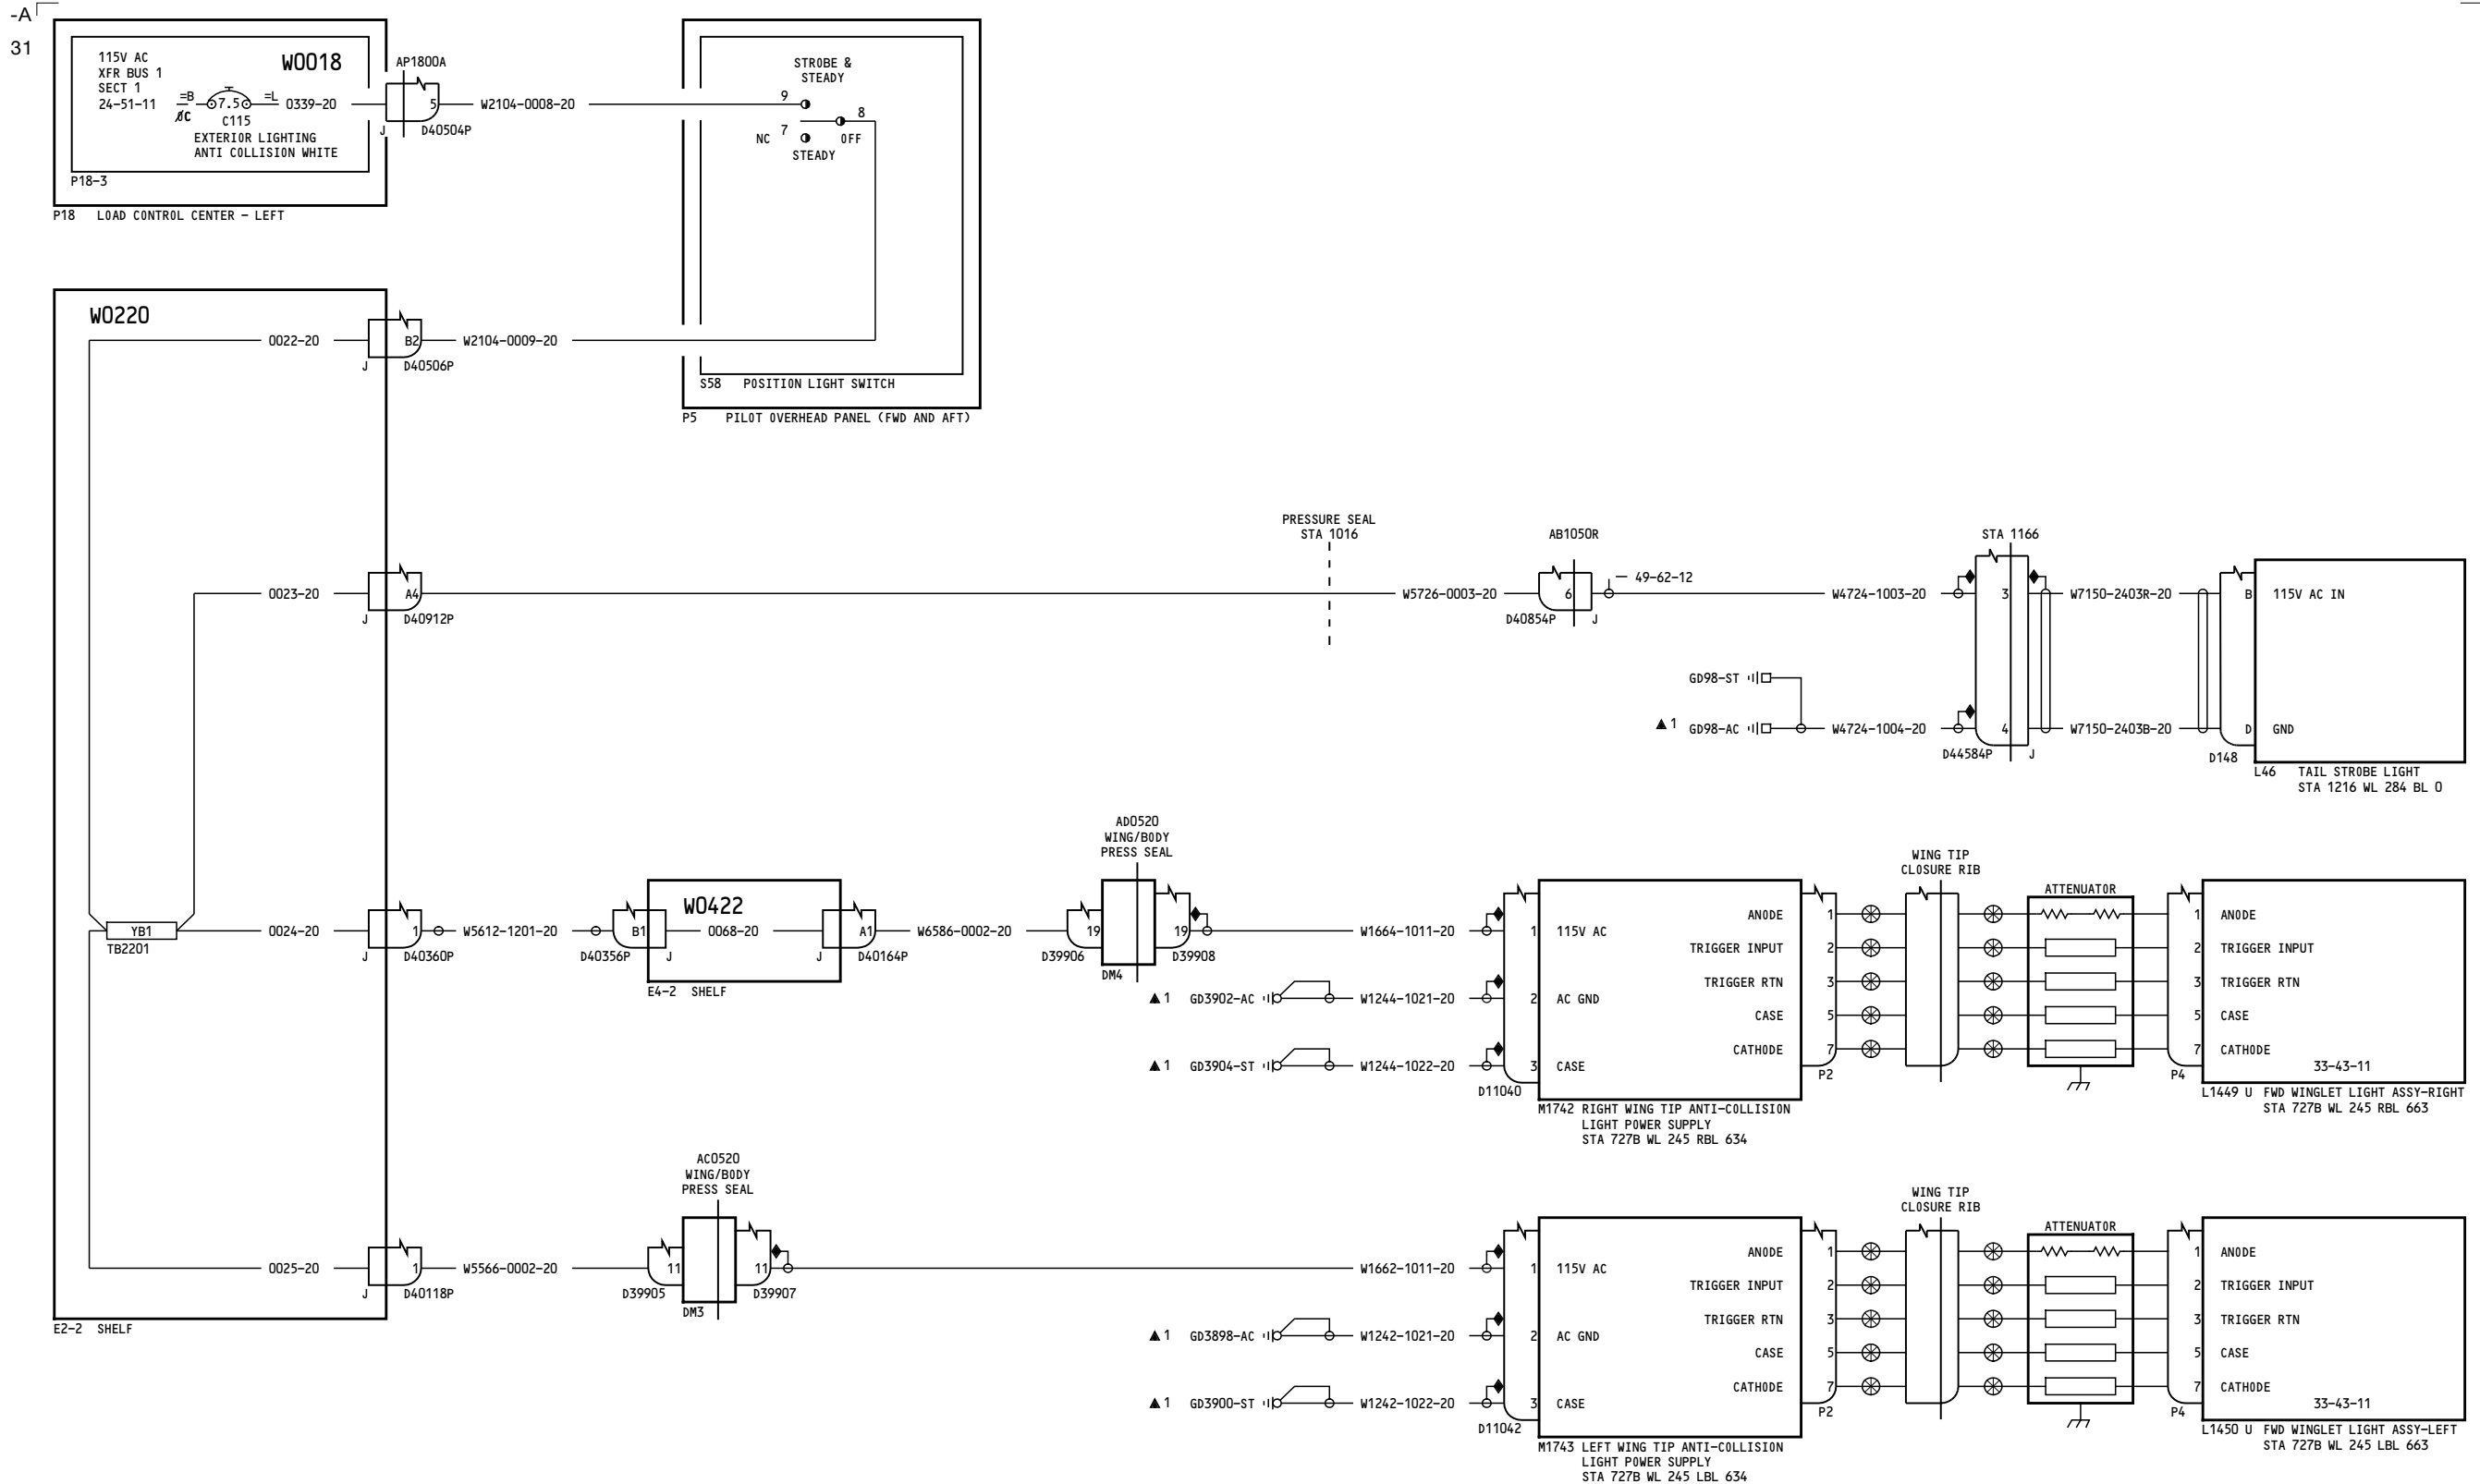 -A
31
115V AC
XFR BUS 1
SECT 1
24-51-11
=B
ØC
7.5
=L
C115
0339-20
W0018
EXTERIOR LIGHTING
ANTI COLLISION WHITE
P18-3
P18 LOAD CONTROL CENTER - LEFT
AP1800A
5
J
D40504P
W2104-0008-20
STROBE &
STEADY
9
8
7
NC
OFF
STEADY
S58 POSITION LIGHT SWITCH
P5 PILOT OVERHEAD PANEL (FWD AND AFT)
W0220
0022-20
B2
J
D40506P
W2104-0009-20
0023-20
A4
J
D40912P
PRESSURE SEAL
STA 1016
W5726-0003-20
AB1050R
6
D40854P
J
49-62-12
W4724-1003-20
STA 1166
3
W7150-2403R-20
B
115V AC IN
GD98-ST
1
GD98-AC
W4724-1004-20
4
D44584P
J
W7150-2403B-20
D
GND
D148
L46 TAIL STROBE LIGHT
STA 1216 WL 284 BL 0
YB1
TB2201
0024-20
1
J
D40360P
W5612-1201-20
B1
D40356P
J
W0422
0068-20
A1
J
D40164P
E4-2 SHELF
W6586-0002-20
AD0520
WING/BODY
PRESS SEAL
19
D39906
DM4
19
D39908
W1664-1011-20
1
115V AC
1
GD3902-AC
W1244-1021-20
2
AC GND
1
GD3904-ST
W1244-1022-20
3
CASE
D11040
ANODE
1
TRIGGER INPUT
2
TRIGGER RTN
3
CASE
5
CATHODE
7
P2
M1742 RIGHT WING TIP ANTI-COLLISION
LIGHT POWER SUPPLY
STA 727B WL 245 RBL 634
WING TIP
CLOSURE RIB
ATTENUATOR
1
ANODE
2
TRIGGER INPUT
3
TRIGGER RTN
5
CASE
7
CATHODE
33-43-11
P4
L1449 U FWD WINGLET LIGHT ASSY-RIGHT
STA 727B WL 245 RBL 663
0025-20
1
J
D40118P
E2-2 SHELF
W5566-0002-20
AC0520
WING/BODY
PRESS SEAL
11
D39905
DM3
11
D39907
W1662-1011-20
1
115V AC
1
GD3898-AC
W1242-1021-20
2
AC GND
1
GD3900-ST
W1242-1022-20
3
CASE
D11042
ANODE
1
TRIGGER INPUT
2
TRIGGER RTN
3
CASE
5
CATHODE
7
P2
M1743 LEFT WING TIP ANTI-COLLISION
LIGHT POWER SUPPLY
STA 727B WL 245 LBL 634
WING TIP
CLOSURE RIB
ATTENUATOR
1
ANODE
2
TRIGGER INPUT
3
TRIGGER RTN
5
CASE
7
CATHODE
33-43-11
P4
L1450 U FWD WINGLET LIGHT ASSY-LEFT
STA 727B WL 245 LBL 663